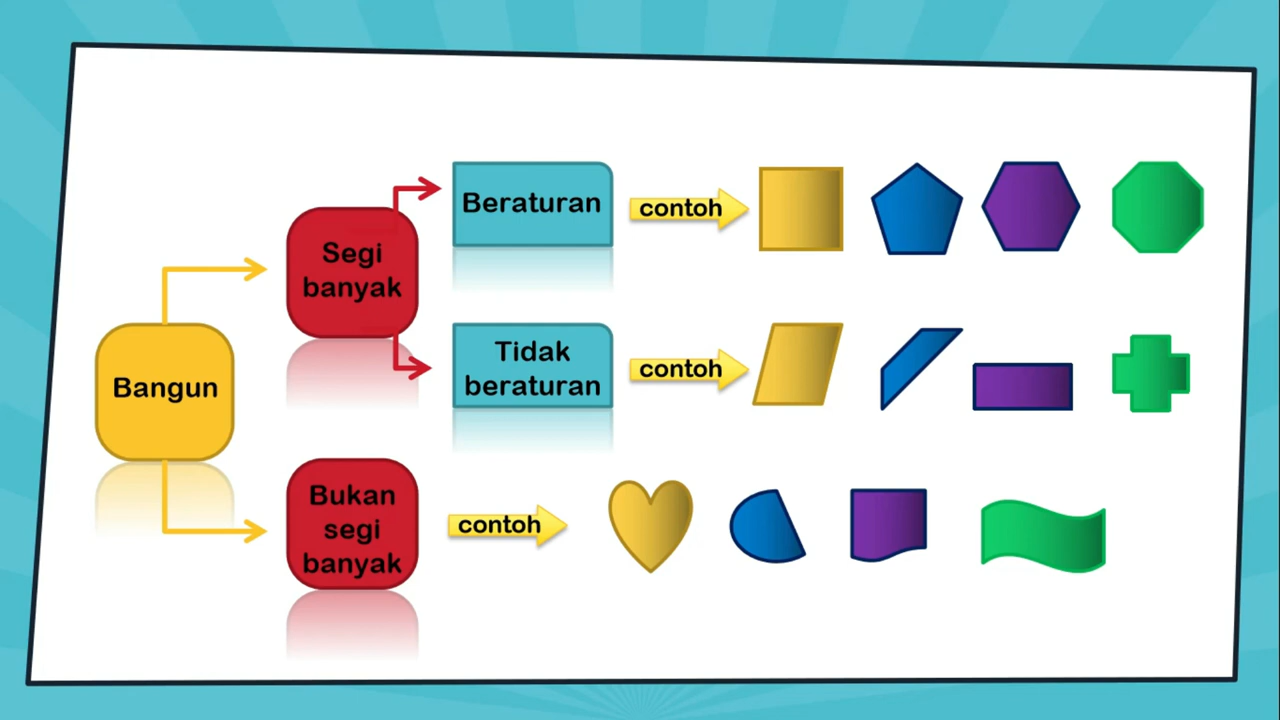 Bangun
Segi
banyak
Beraturan
contoh
Tidak
beraturan
contoh
Bukan
segi
banyak
contoh